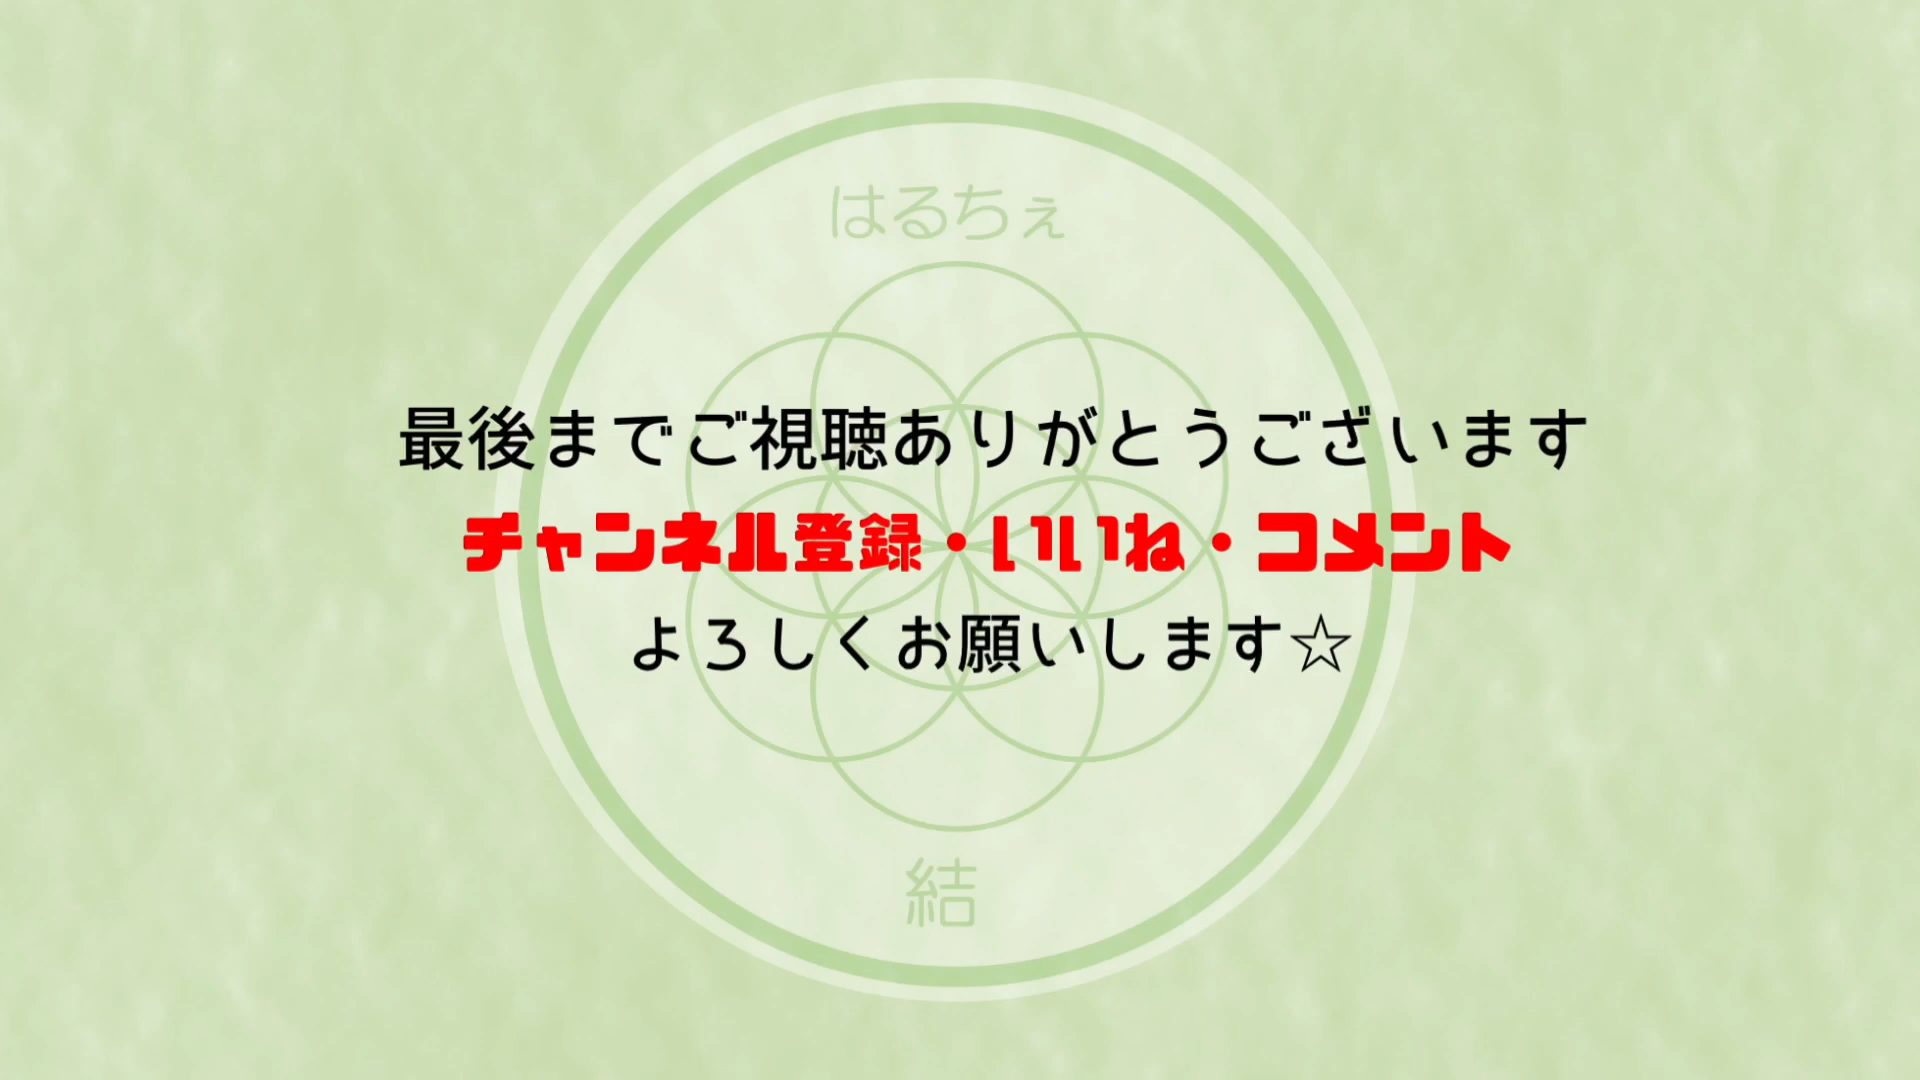 はるちぇ
最後までご視聴ありがとうございます
チャンネル登録・いいね・コメント
よろしくお願いします☆
結